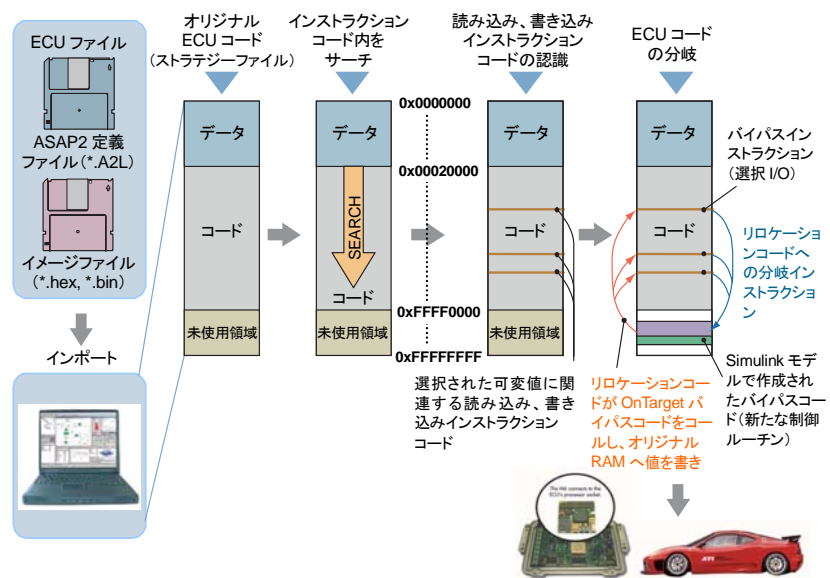 ECU ファイル
ASAP2 定義
ファイル(*.A2L)
イメージファイル
(*.hex, *.bin)
インポート
オリジナル
ECU コード
(ストラテジーファイル)
データ
コード
未使用領域
インストラクション
コード内を
サーチ
データ
SEARCH
コード
未使用領域
0x0000000
0x00020000
0xFFFF0000
0xFFFFFFFF
読み込み、書き込み
インストラクション
コードの認識
データ
コード
未使用領域
選択された可変値に関
連する読み込み、書き
込みインストラクション
コード
ECU コード
の分岐
データ
コード
バイパスイン
ストラクション
(選択 I/O)
リロケーショ
ンコードへ
の分岐イン
ストラクショ
ン
Simulink モデ
ルで作成され
たバイパスコー
ド(新たな制御
ルーチン)
リロケーションコー
ドが OnTarget バ
イパスコードをコー
ルし、オリジナル
RAM へ値を書き
The M6 connects to the
ECU's processor socket
ATI